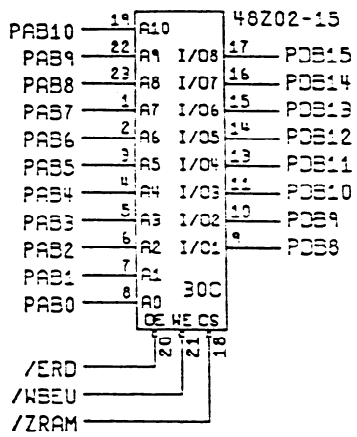 48Z02-15
PAB10 19 A10
PAB9 22 A9 I/O8 17 PDB15
PAB8 23 A8 I/O7 16 PDB14
PAB7 1 A7 I/O6 15 PDB13
PAB6 2 A6 I/O5 14 PDB12
PAB5 3 A5 I/O4 13 PDB11
PAB4 4 A4 I/O3 11 PDB10
PAB3 5 A3 I/O2 10 PDB9
PAB2 6 A2 I/O1 9 PDB8
PAB1 7 A1
PAB0 8 A0 30C
OE WE CS
20 21 18
/ERD
/WBEU
/ZRAM